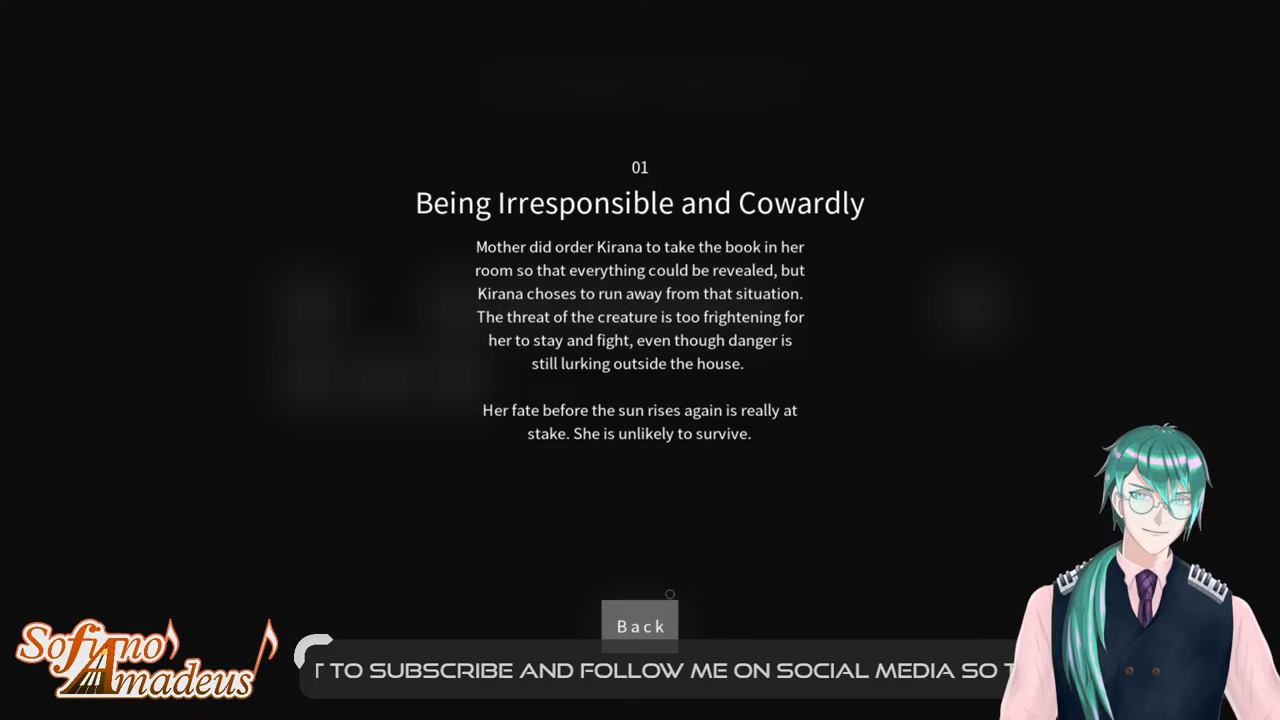 01
Being Irresponsible and Cowardly
Mother did order Kirana to take the book in her
room so that everything could be revealed, but
Kirana choses to run away from that situation.
The threat of the creature is too frightening for
her to stay and fight, even though danger is
still lurking outside the house.
Her fate before the sun rises again is really at
stake. She is unlikely to survive.
Back
Sofiano
Amadeus
T TO SUBSCRIBE AND FOLLOW ME ON SOCIAL MEDIA SO T